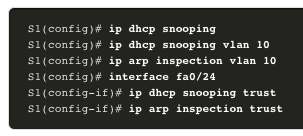 S1(config)# ip dhcp snooping
S1(config)# ip dhcp snooping vlan 10
S1(config)# ip arp inspection vlan 10
S1(config)# interface fa0/24
S1(config-if)# ip dhcp snooping trust
S1(config-if)# ip arp inspection trust